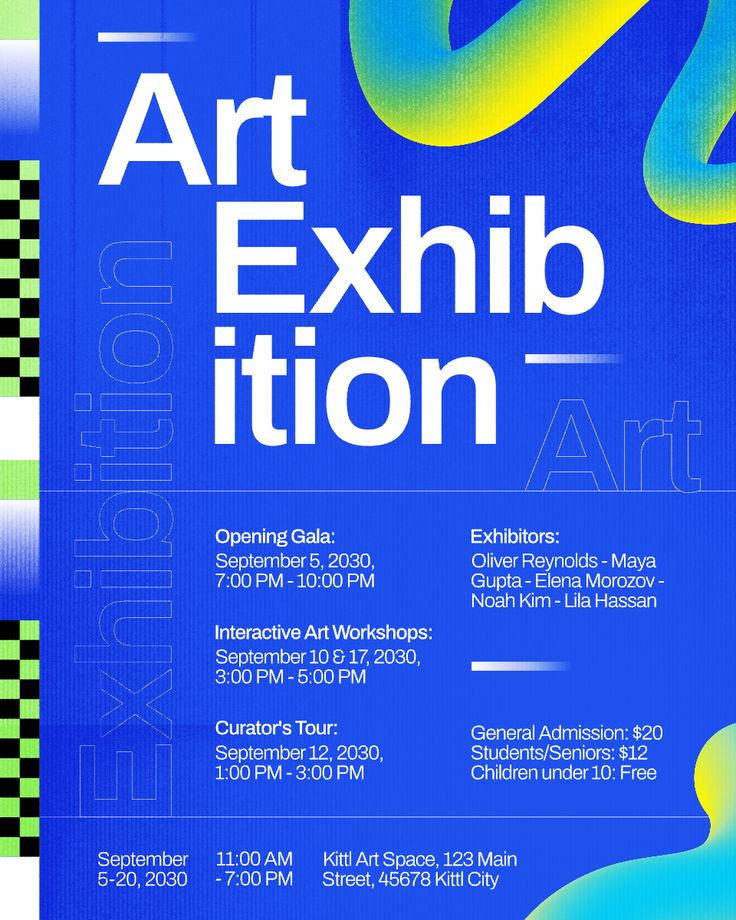 Art
Exhib
ition
Exhibition
Art
Opening Gala:
September 5, 2030,
7:00 PM - 10:00 PM
Interactive Art Workshops:
September 10 & 17, 2030,
3:00 PM - 5:00 PM
Curator's Tour:
September 12, 2030,
1:00 PM - 3:00 PM
Exhibitors:
Oliver Reynolds - Maya
Gupta - Elena Morozov -
Noah Kim - Lila Hassan
General Admission: $20
Students/Seniors: $12
Children under 10: Free
September
5-20, 2030
11:00 AM
- 7:00 PM
Kittl Art Space, 123 Main
Street, 45678 Kittl City